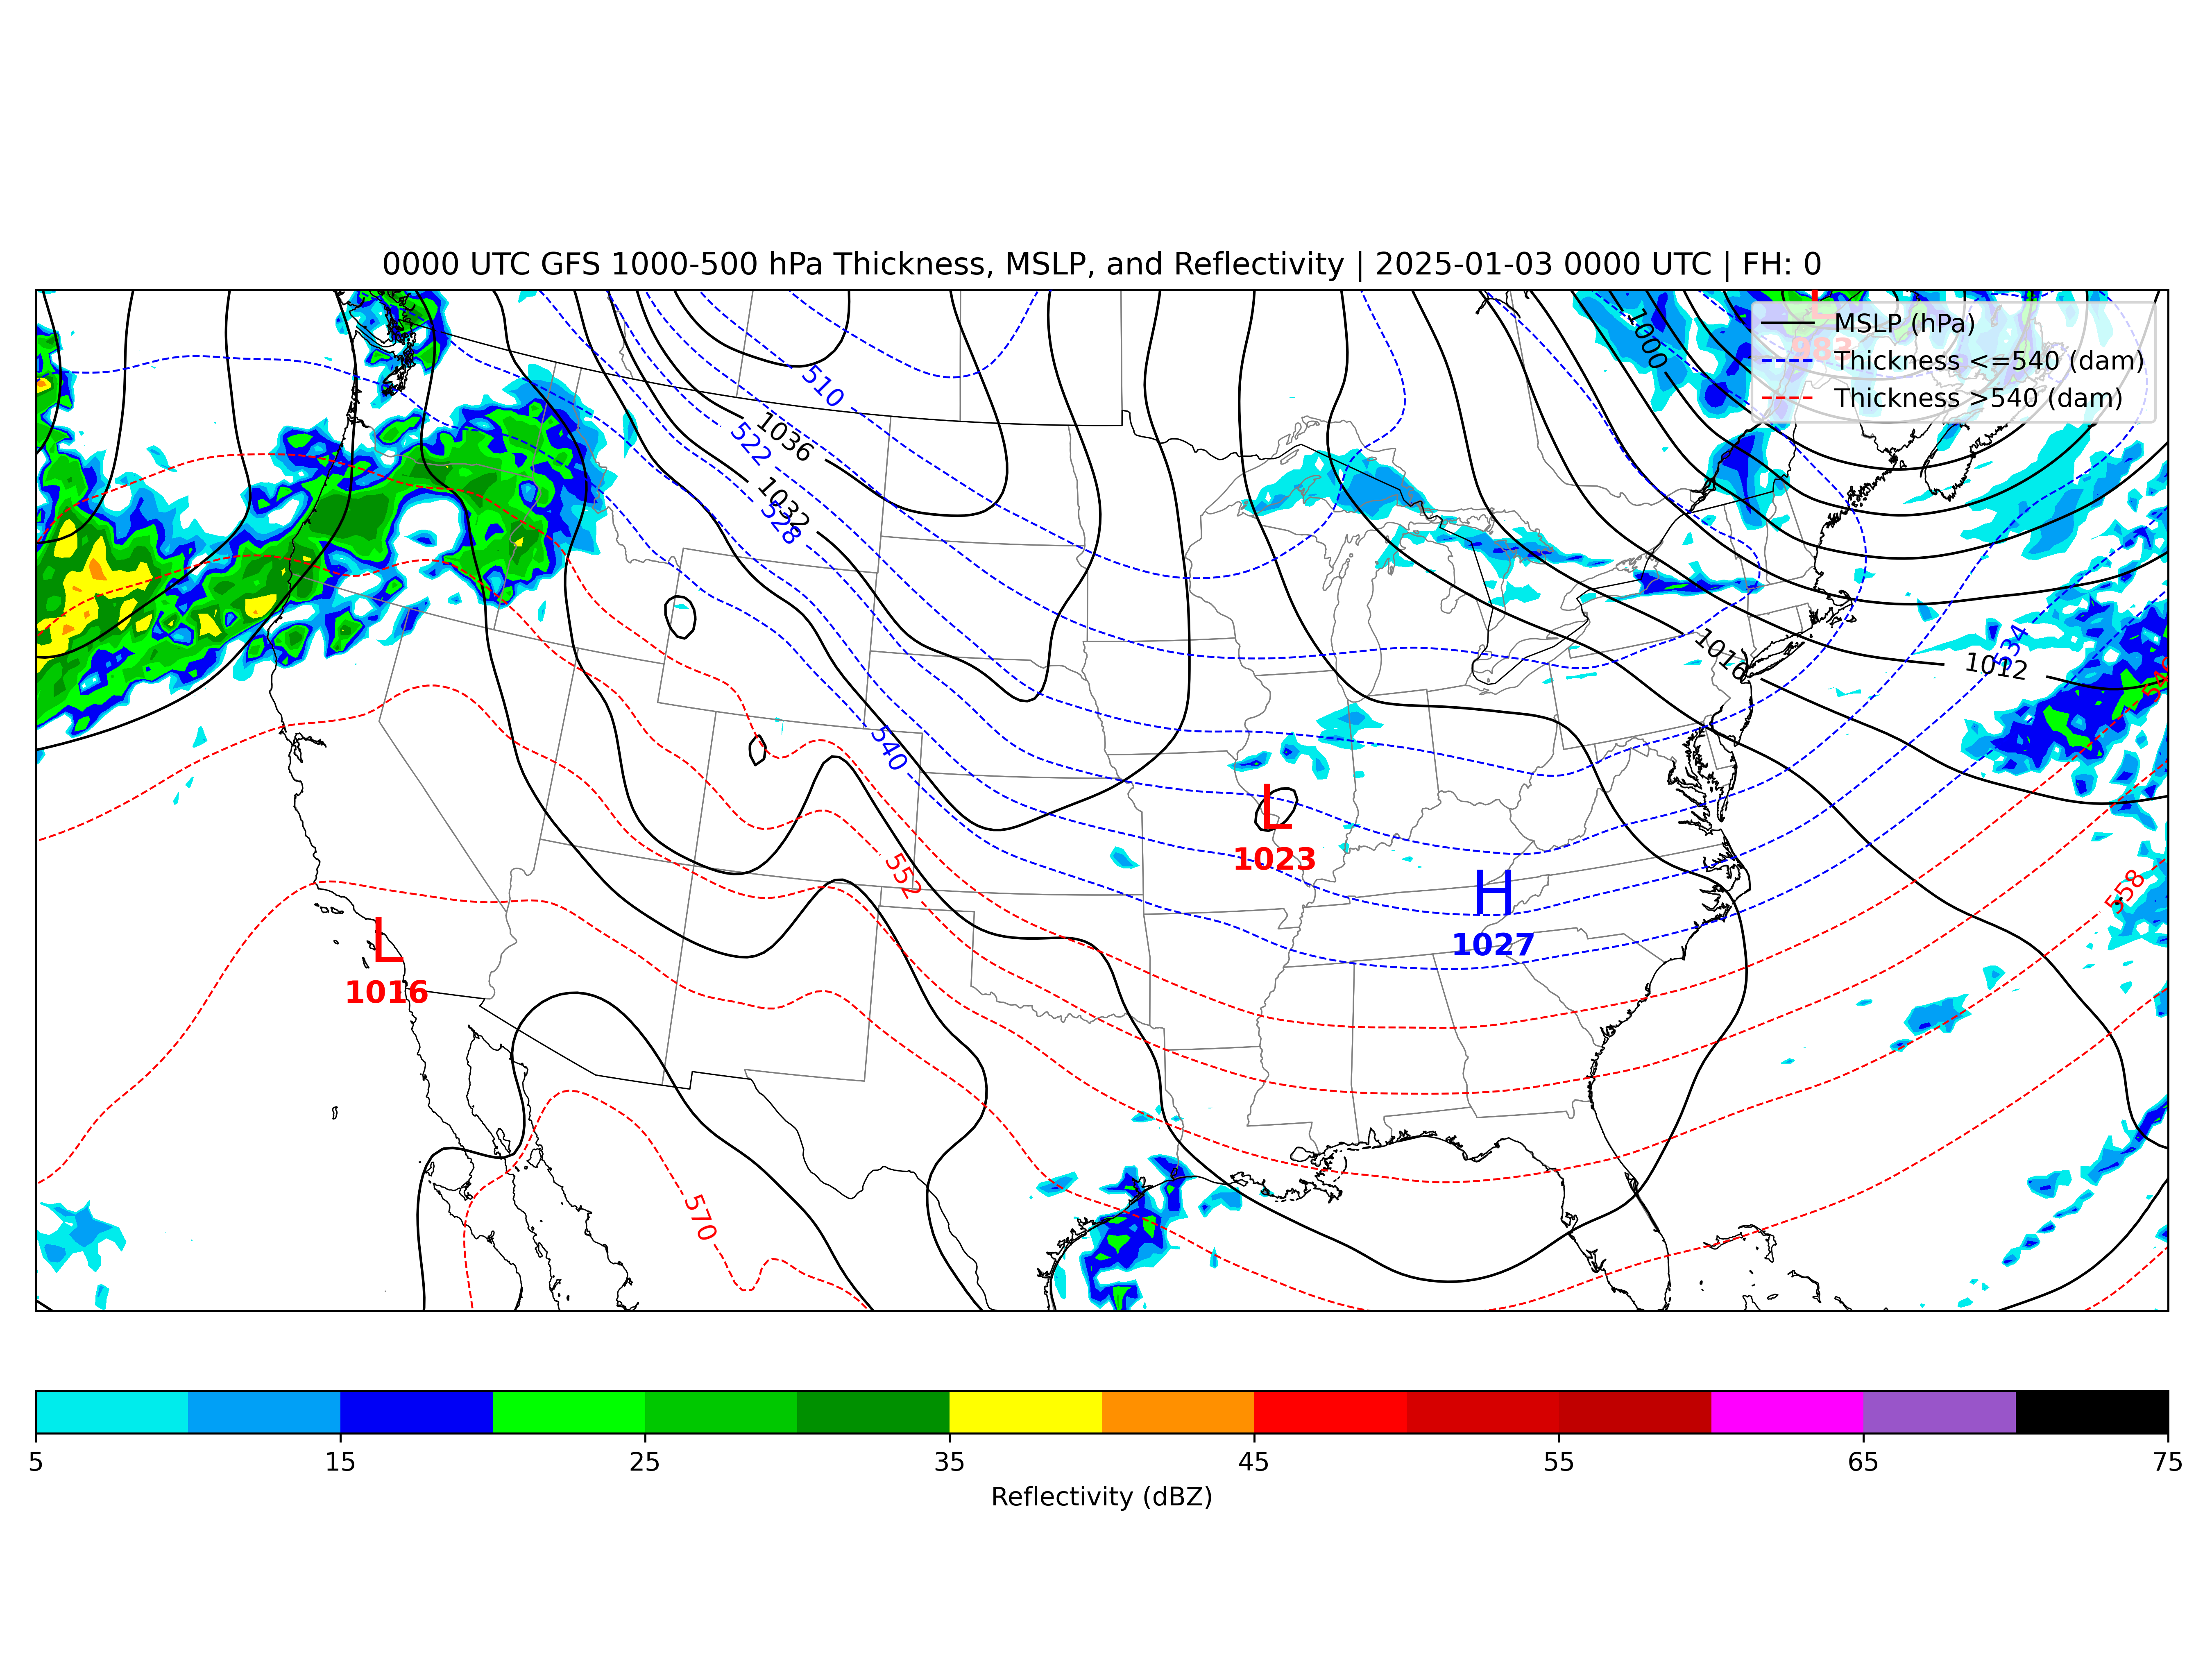 0000 UTC GFS 1000-500 hPa Thickness, MSLP, and Reflectivity | 2025-01-03 0000 UTC | FH: 0
L
983
MSLP (hPa)
Thickness <=540 (dam)
Thickness >540 (dam)
1000
510
1036
522
1032
528
1016
534
1012
540
540
L
1023
552
558
H
1027
L
1016
570
5
15
25
35
45
55
65
75
Reflectivity (dBZ)